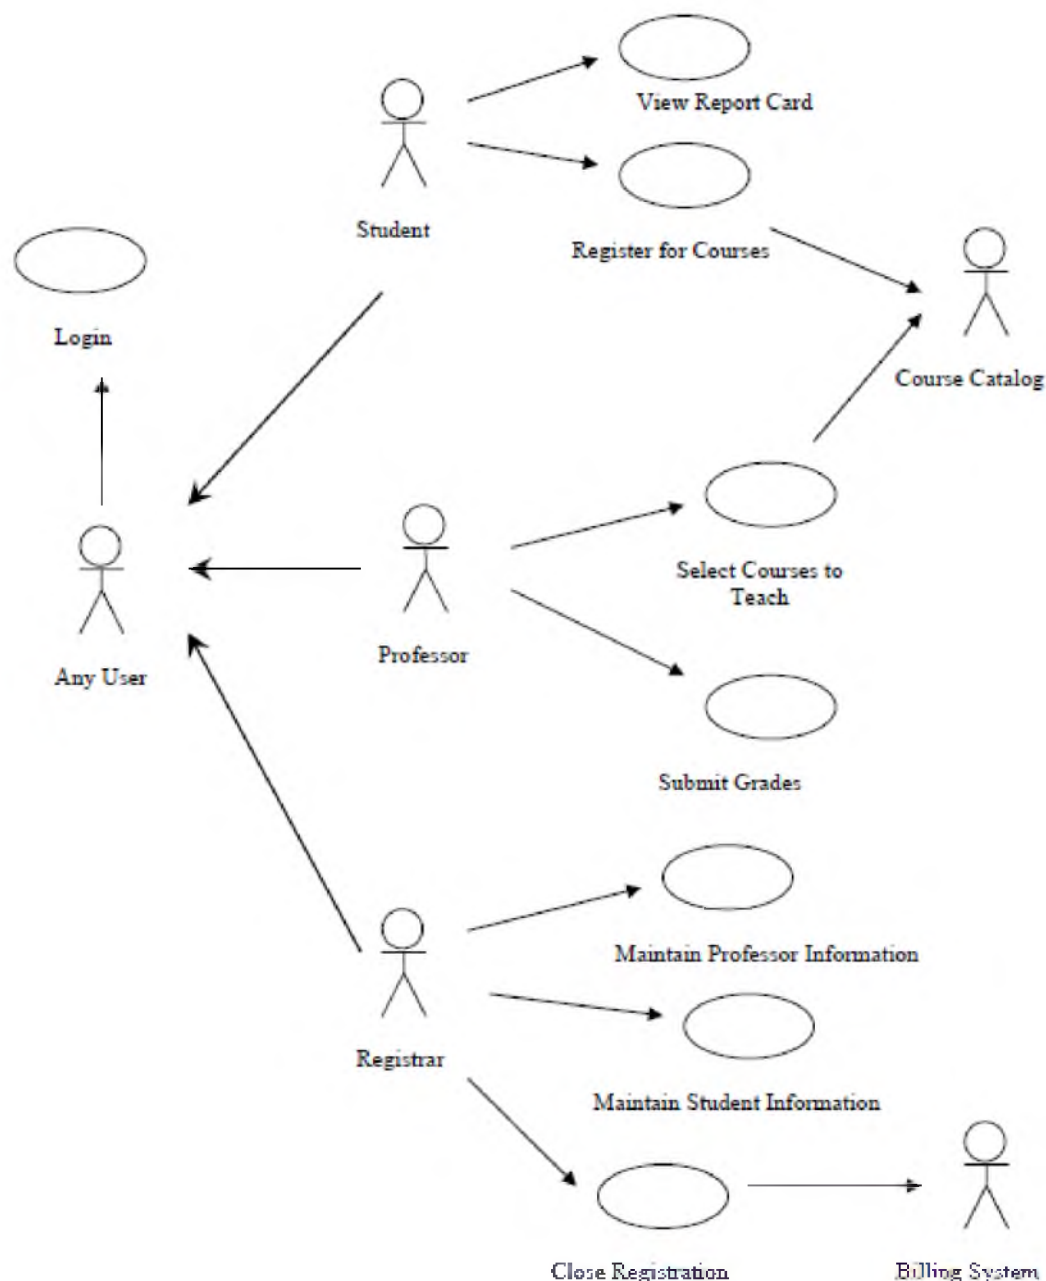 View Report Card
Student
Register for Courses
Login
Course Catalog
Select Courses to
Teach
Professor
Any User
Submit Grades
Maintain Professor Information
Registrar
Maintain Student Information
Close Registration
Billing System